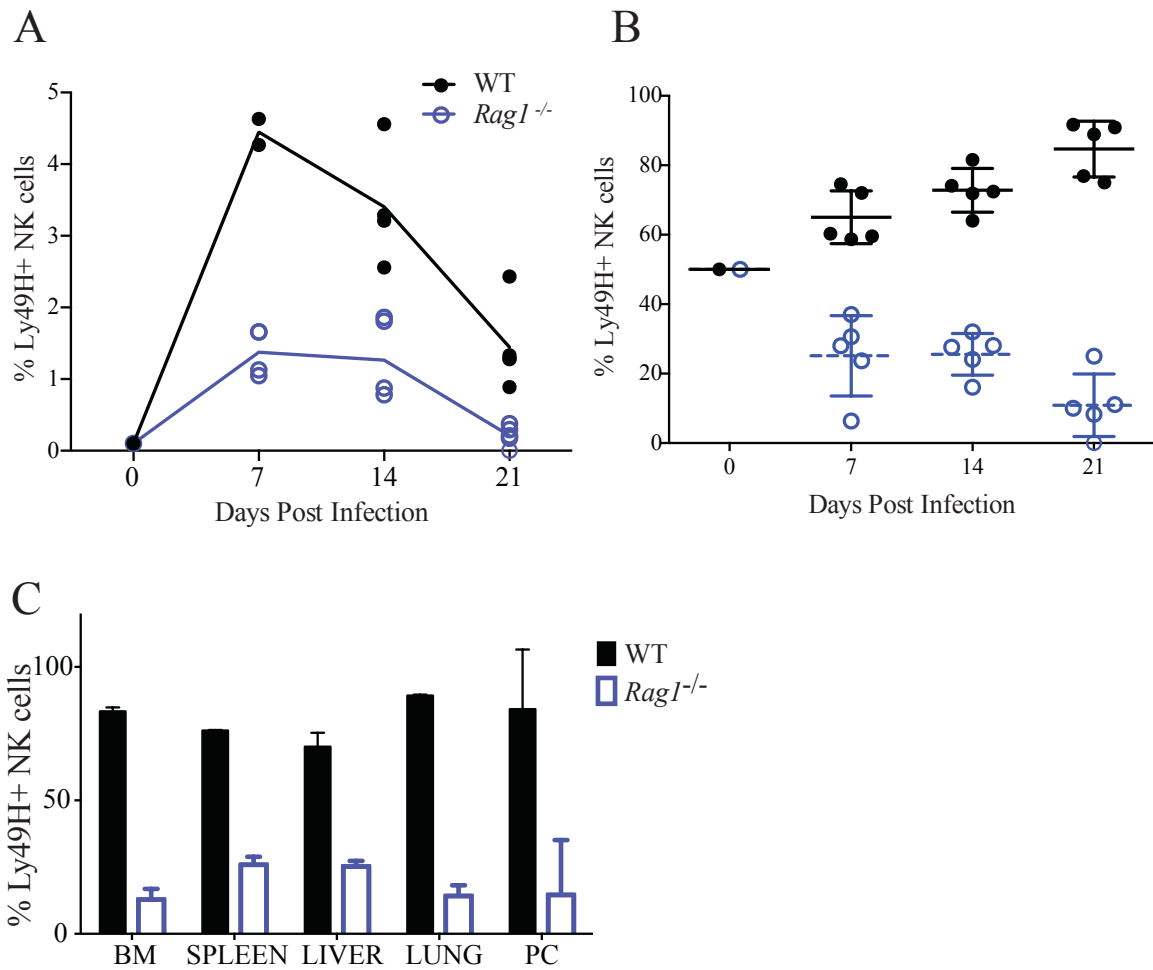 A
WT
Rag1 -/-
5
4
3
2
1
0
% Ly49H+ NK cells
0
7
14
21
Days Post Infection
B
100
80
60
40
20
0
% Ly49H+ NK cells
0
7
14
21
Days Post Infection
C
WT
Rag1-/-
100
50
0
% Ly49H+ NK cells
BM SPLEEN LIVER LUNG PC